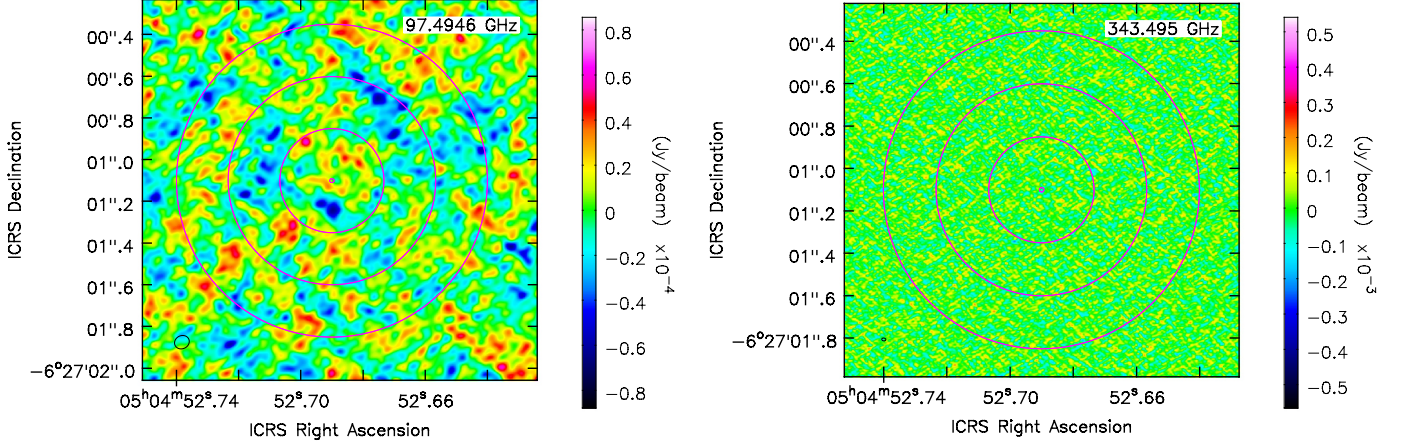 97.4946 GHz
00".4
00".6
00".8
01".0
01".2
01".4
01".6
01".8
−6°27'02".0
05ʰ04ᵐ52ˢ.74
52ˢ.70
52ˢ.66
ICRS Right Ascension
ICRS Declination
0.8
0.6
0.4
0.2
0
−0.2
−0.4
−0.6
−0.8
(Jy/beam) ×10⁻⁴
343.495 GHz
00".4
00".6
00".8
01".0
01".2
01".4
01".6
−6°27'01".8
05ʰ04ᵐ52ˢ.74
52ˢ.70
52ˢ.66
ICRS Right Ascension
ICRS Declination
0.5
0.4
0.3
0.2
0.1
0
−0.1
−0.2
−0.3
−0.4
−0.5
(Jy/beam) ×10⁻³